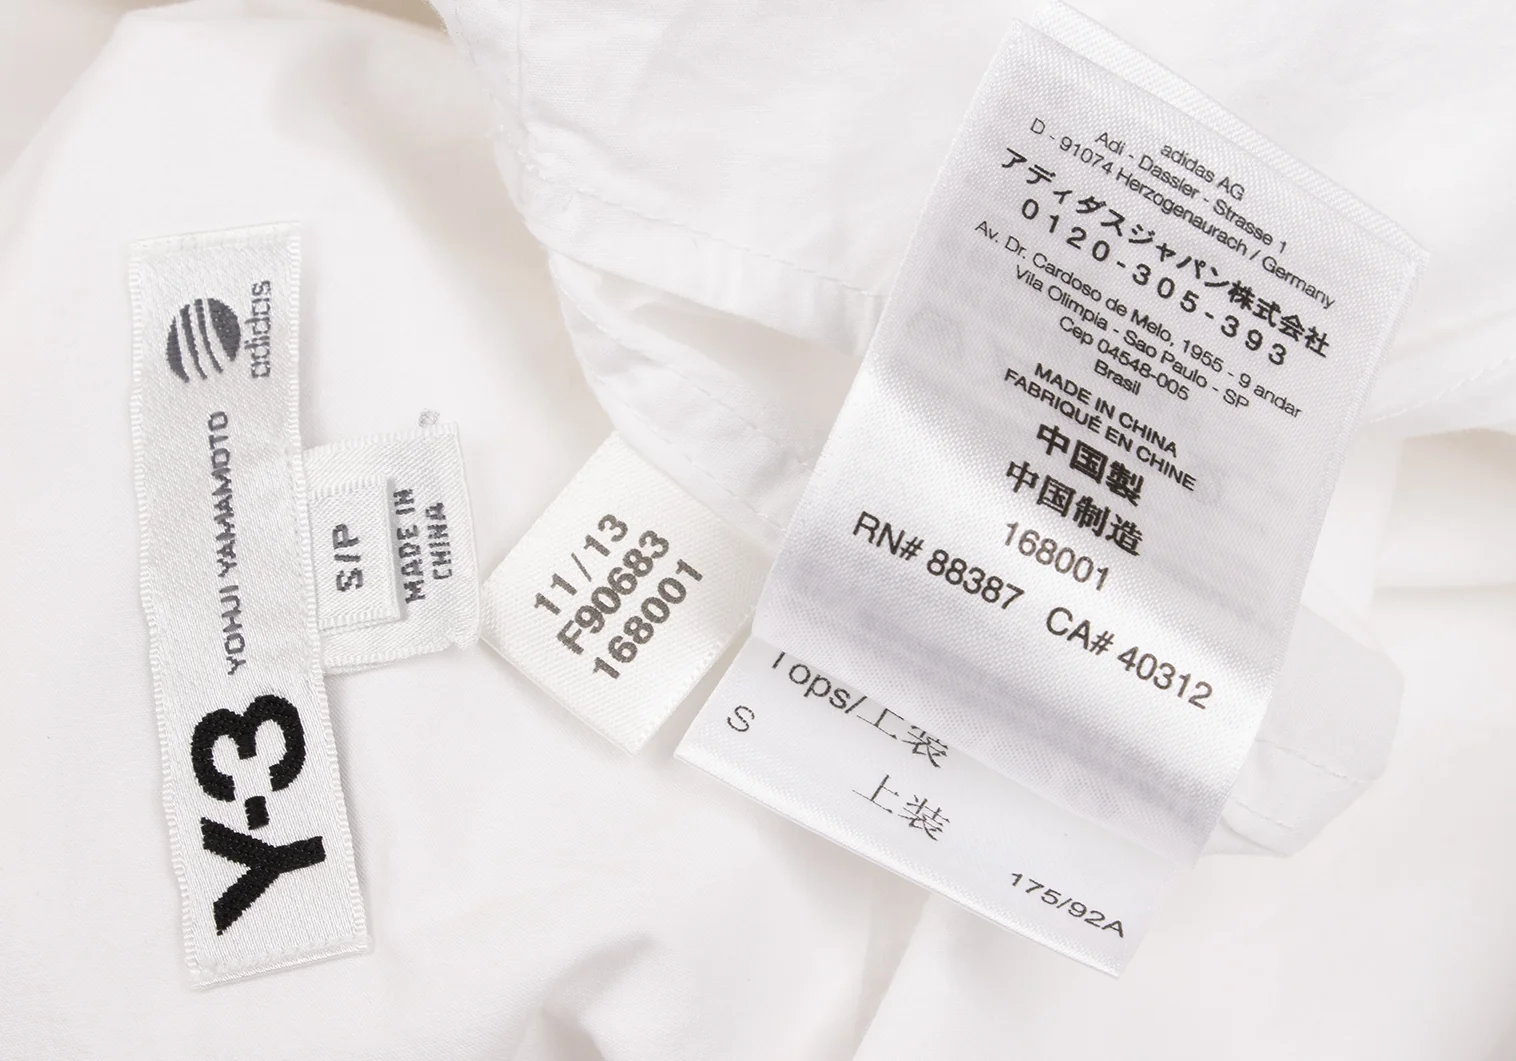 adidas
YOHJI YAMAMOTO
Y-3
S/P
MADE IN
CHINA
11/13
F90683
168001
adidas AG
Adi - Dassler - Strasse 1
D - 91074 Herzogenaurach / Germany
アディダスジャパン株式会社
0120-305-393
Av. Dr. Cardoso de Melo, 1955 - 9 andar
Vila Olimpia - Sao Paulo - SP
Cep 04548-005
Brasil
MADE IN CHINA
FABRIQUÉ EN CHINE
中国製
中国制造
168001
RN# 88387 CA# 40312
Tops/上装
S
上装
175/92A